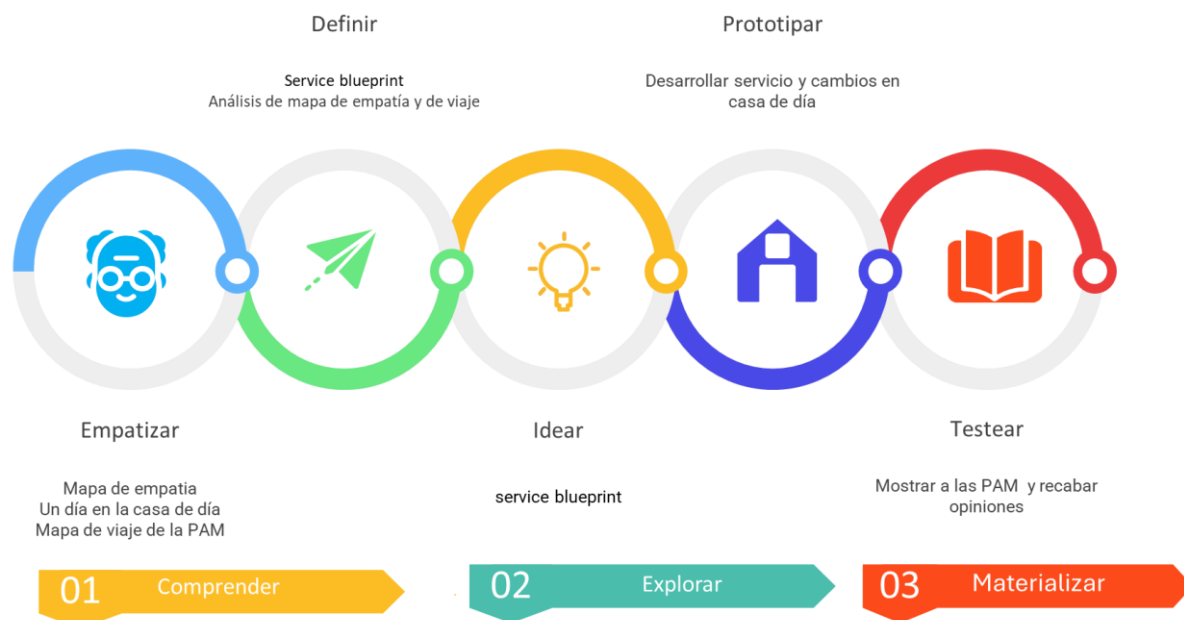 Definir
Prototipar
Service blueprint
Análisis de mapa de empatía y de viaje
Desarrollar servicio y cambios en
casa de día
Empatizar
Idear
Testear
Mapa de empatia
Un día en la casa de día
Mapa de viaje de la PAM
service blueprint
Mostrar a las PAM y recabar
opiniones
01 Comprender
02 Explorar
03 Materializar